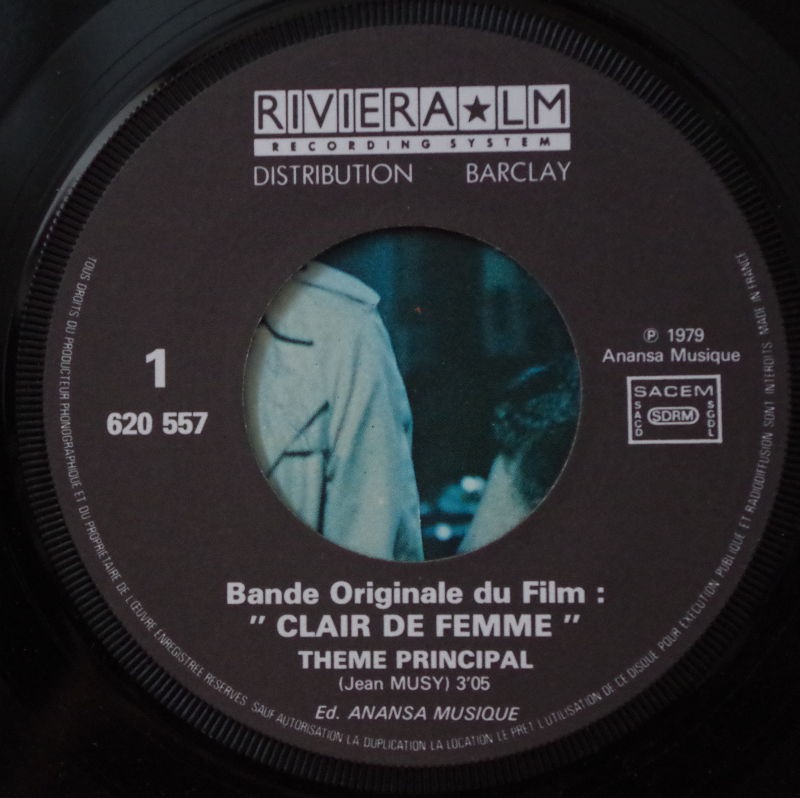 RIVIERA★LM
RECORDING SYSTEM
DISTRIBUTION BARCLAY
1
620 557
℗ 1979
Anansa Musique
SACEM
SACD
SDRM
SGDL
Bande Originale du Film :
" CLAIR DE FEMME "
THEME PRINCIPAL
(Jean MUSY) 3'05
Ed. ANANSA MUSIQUE
TOUS DROITS DU PRODUCTEUR PHONOGRAPHIQUE ET DU PROPRIETAIRE DE L'ŒUVRE ENREGISTREE RESERVES SAUF AUTORISATION LA DUPLICATION LA LOCATION LE PRET L'UTILISATION DE CE DISQUE POUR EXECUTION PUBLIQUE ET RADIODIFFUSION SONT INTERDITS MADE IN FRANCE